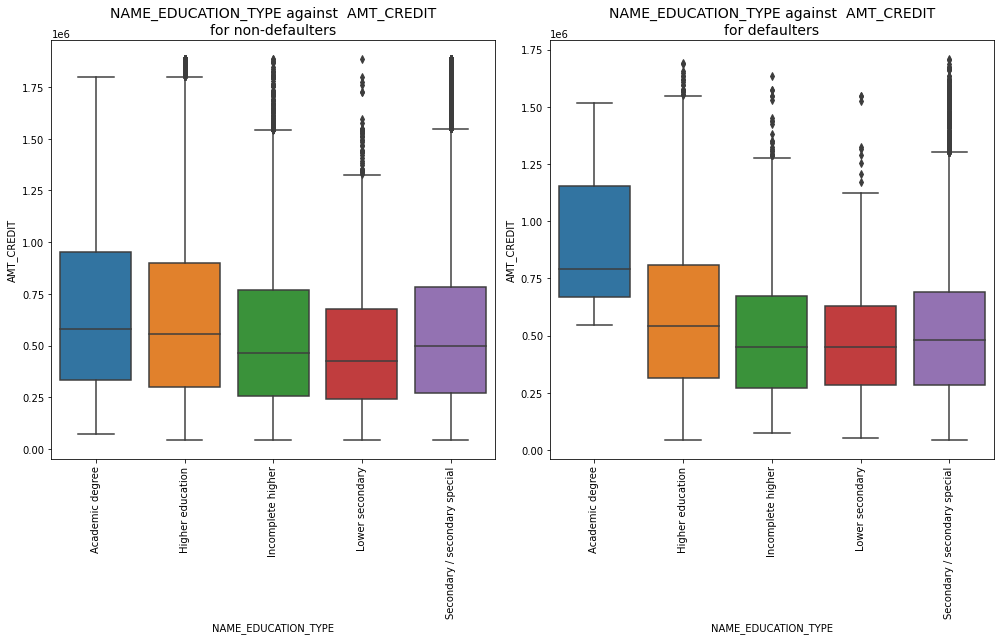 NAME_EDUCATION_TYPE against  AMT_CREDIT
for non-defaulters
1e6
1.75
1.50
1.25
1.00
0.75
0.50
0.25
0.00
AMT_CREDIT
Academic degree
Higher education
Incomplete higher
Lower secondary
Secondary / secondary special
NAME_EDUCATION_TYPE
NAME_EDUCATION_TYPE against  AMT_CREDIT
for defaulters
1e6
1.75
1.50
1.25
1.00
0.75
0.50
0.25
0.00
AMT_CREDIT
Academic degree
Higher education
Incomplete higher
Lower secondary
Secondary / secondary special
NAME_EDUCATION_TYPE